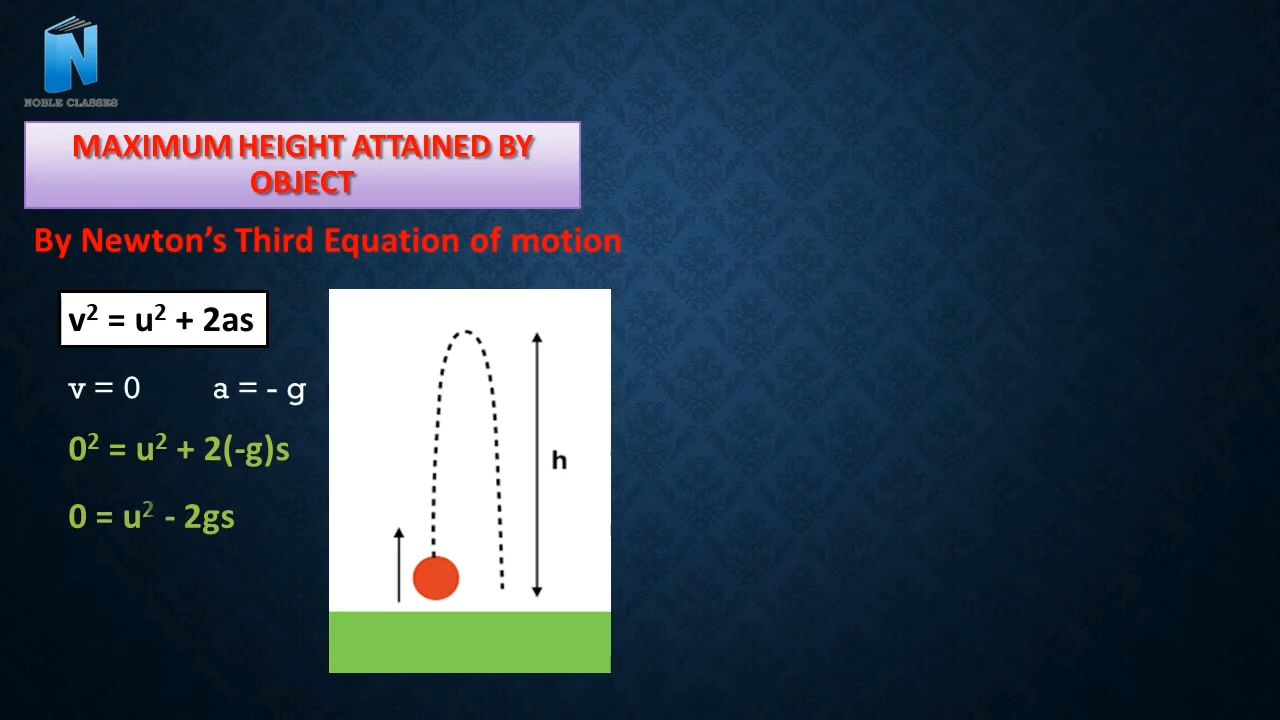 NOBLE CLASSES
MAXIMUM HEIGHT ATTAINED BY
OBJECT
By Newton’s Third Equation of motion
v² = u² + 2as
v = 0 a = - g
0² = u² + 2(-g)s
0 = u² - 2gs
h